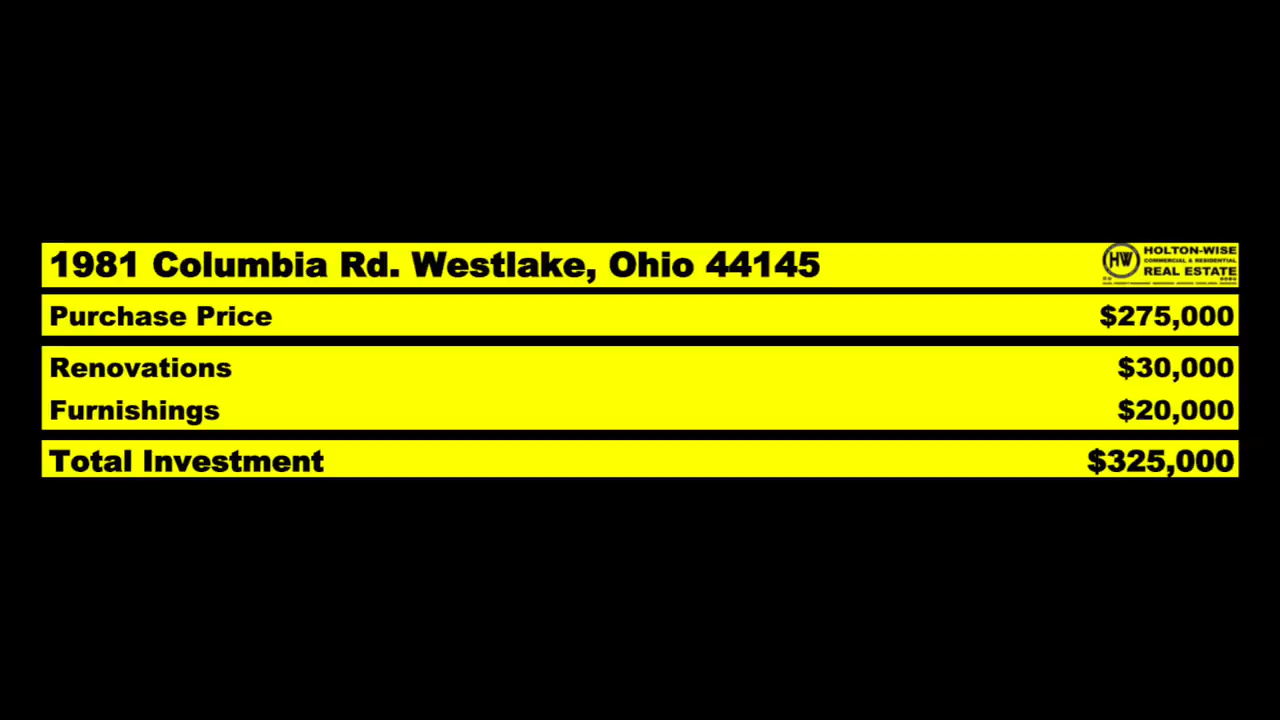 1981 Columbia Rd. Westlake, Ohio 44145
HW
HOLTON-WISE
COMMERCIAL & RESIDENTIAL
REAL ESTATE
Purchase Price $275,000
Renovations $30,000
Furnishings $20,000
Total Investment $325,000